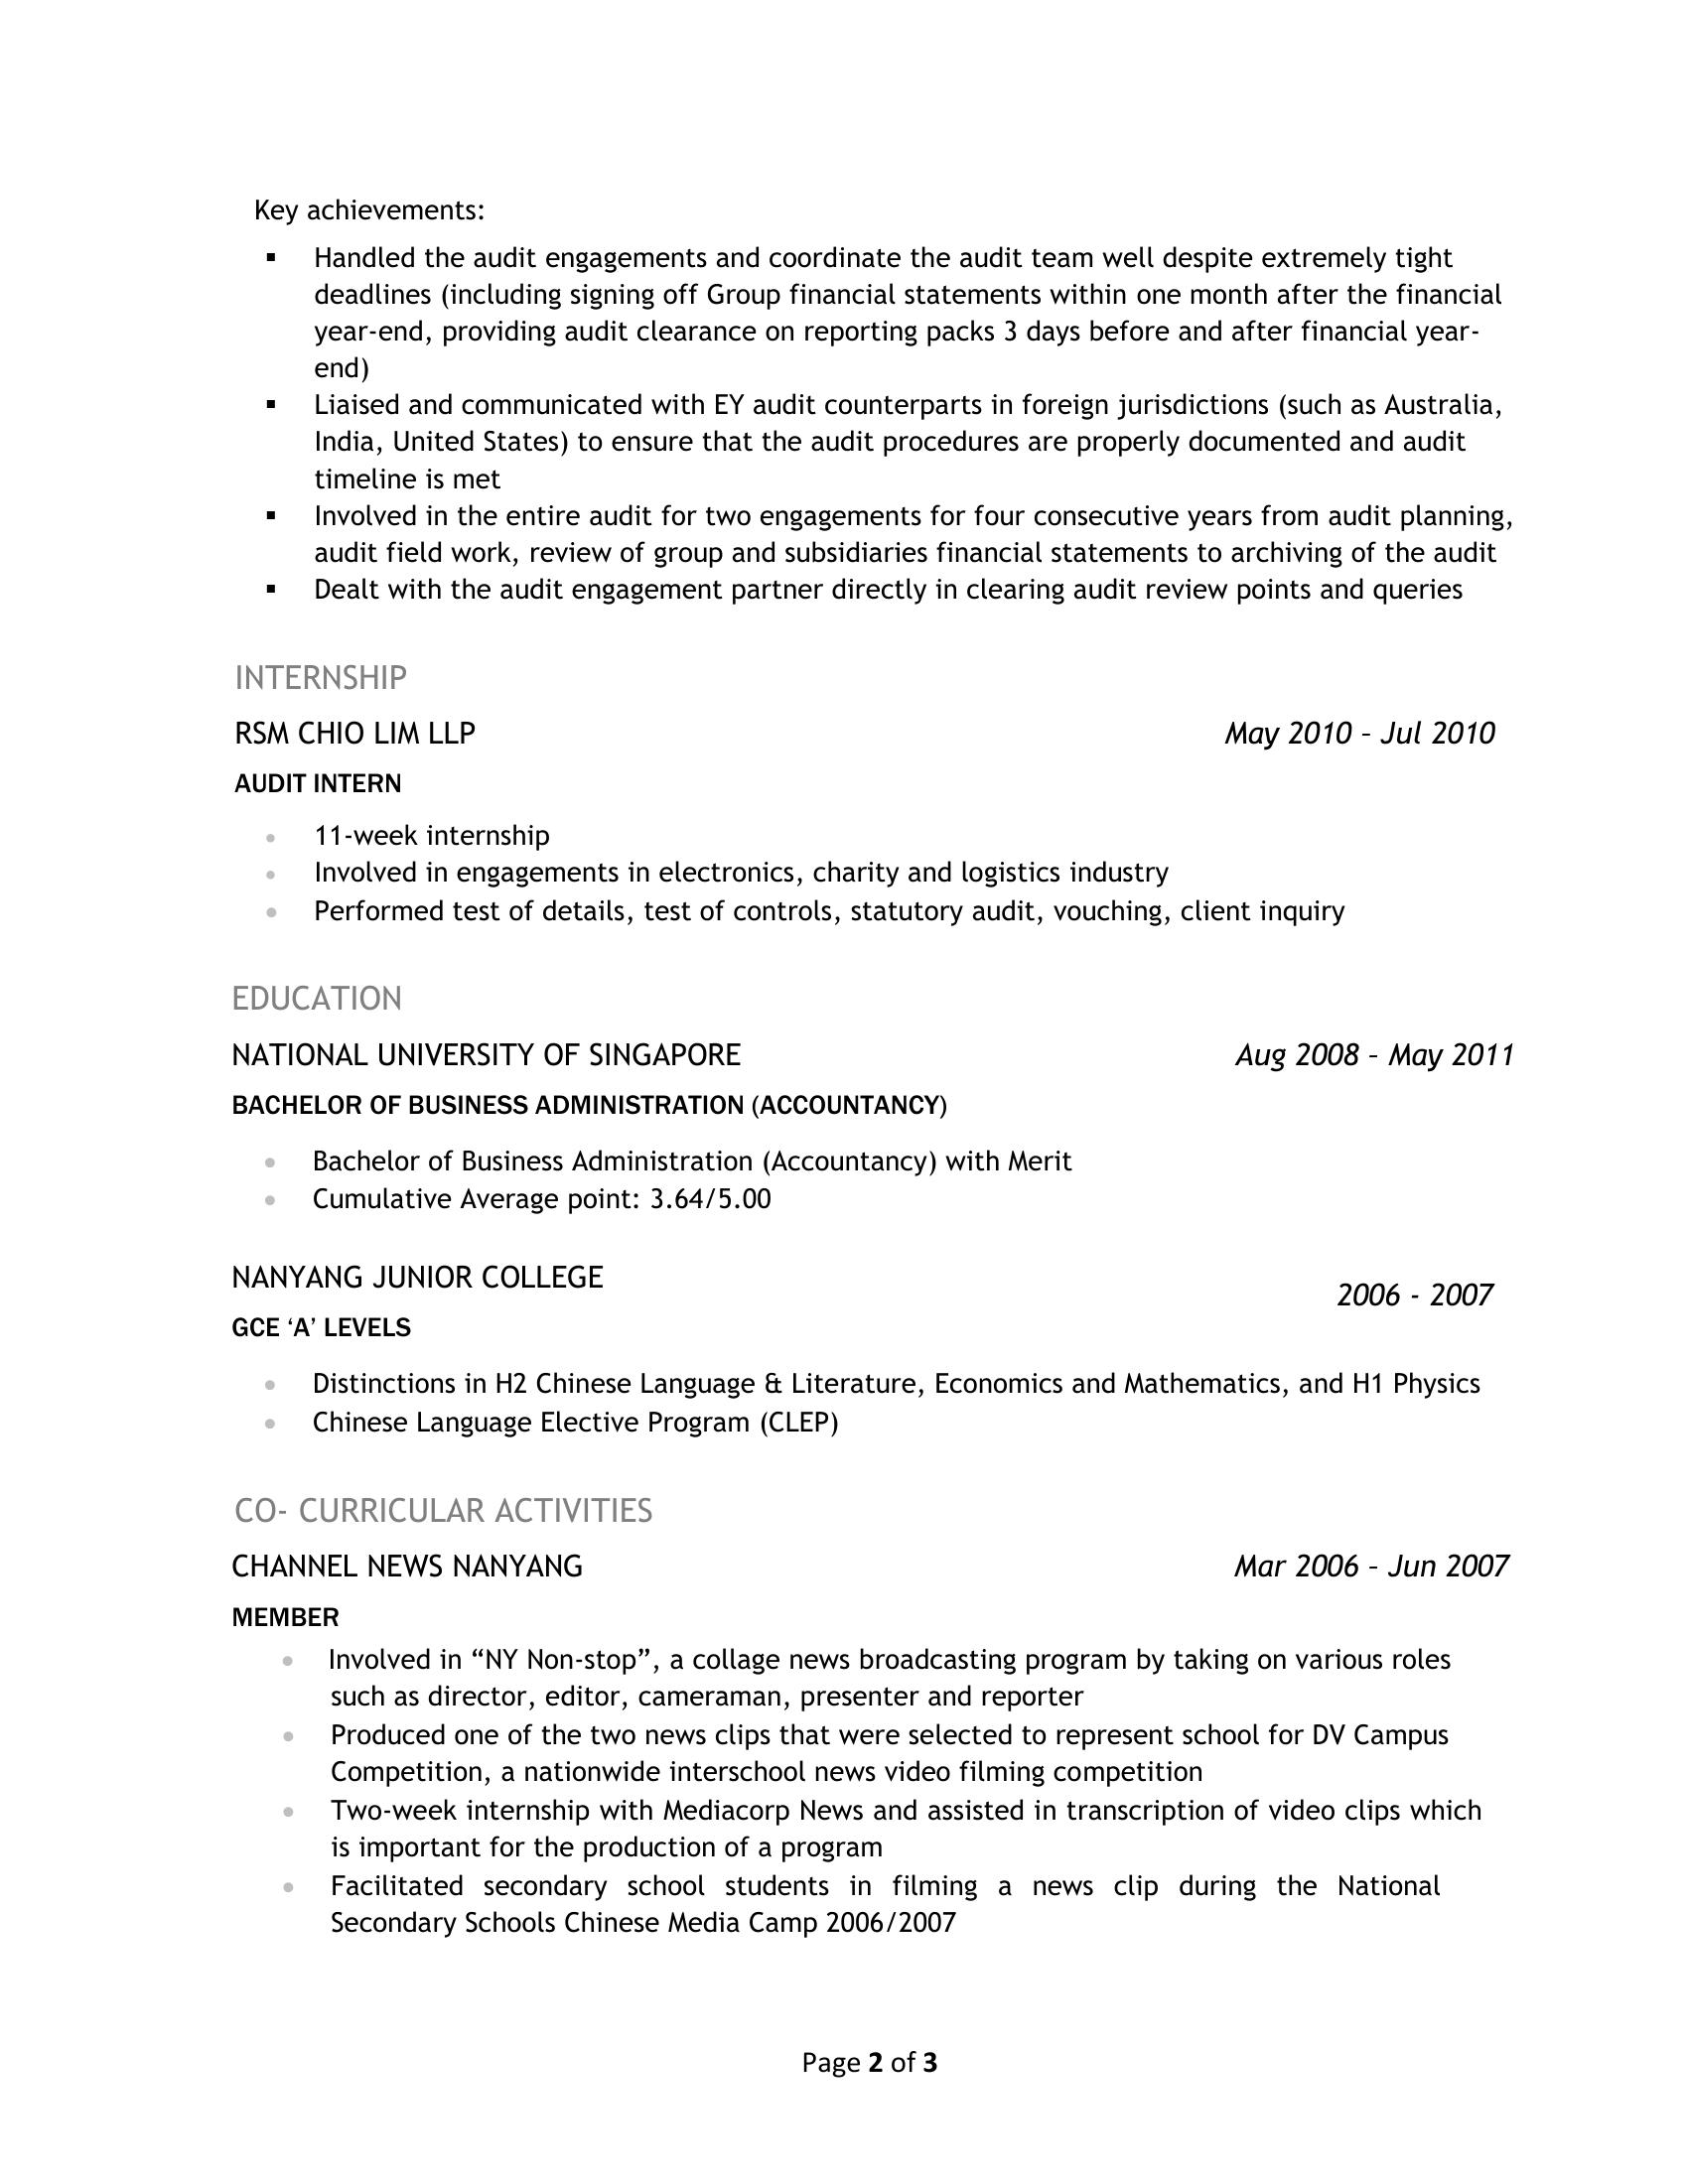 Key achievements:
▪ Handled the audit engagements and coordinate the audit team well despite extremely tight
deadlines (including signing off Group financial statements within one month after the financial
year-end, providing audit clearance on reporting packs 3 days before and after financial year-
end)
▪ Liaised and communicated with EY audit counterparts in foreign jurisdictions (such as Australia,
India, United States) to ensure that the audit procedures are properly documented and audit
timeline is met
▪ Involved in the entire audit for two engagements for four consecutive years from audit planning,
audit field work, review of group and subsidiaries financial statements to archiving of the audit
▪ Dealt with the audit engagement partner directly in clearing audit review points and queries
INTERNSHIP
RSM CHIO LIM LLP May 2010 – Jul 2010
AUDIT INTERN
• 11-week internship
• Involved in engagements in electronics, charity and logistics industry
• Performed test of details, test of controls, statutory audit, vouching, client inquiry
EDUCATION
NATIONAL UNIVERSITY OF SINGAPORE Aug 2008 – May 2011
BACHELOR OF BUSINESS ADMINISTRATION (ACCOUNTANCY)
• Bachelor of Business Administration (Accountancy) with Merit
• Cumulative Average point: 3.64/5.00
NANYANG JUNIOR COLLEGE 2006 - 2007
GCE ‘A’ LEVELS
• Distinctions in H2 Chinese Language & Literature, Economics and Mathematics, and H1 Physics
• Chinese Language Elective Program (CLEP)
CO- CURRICULAR ACTIVITIES
CHANNEL NEWS NANYANG Mar 2006 – Jun 2007
MEMBER
• Involved in “NY Non-stop”, a collage news broadcasting program by taking on various roles
such as director, editor, cameraman, presenter and reporter
• Produced one of the two news clips that were selected to represent school for DV Campus
Competition, a nationwide interschool news video filming competition
• Two-week internship with Mediacorp News and assisted in transcription of video clips which
is important for the production of a program
• Facilitated secondary school students in filming a news clip during the National
Secondary Schools Chinese Media Camp 2006/2007
Page 2 of 3